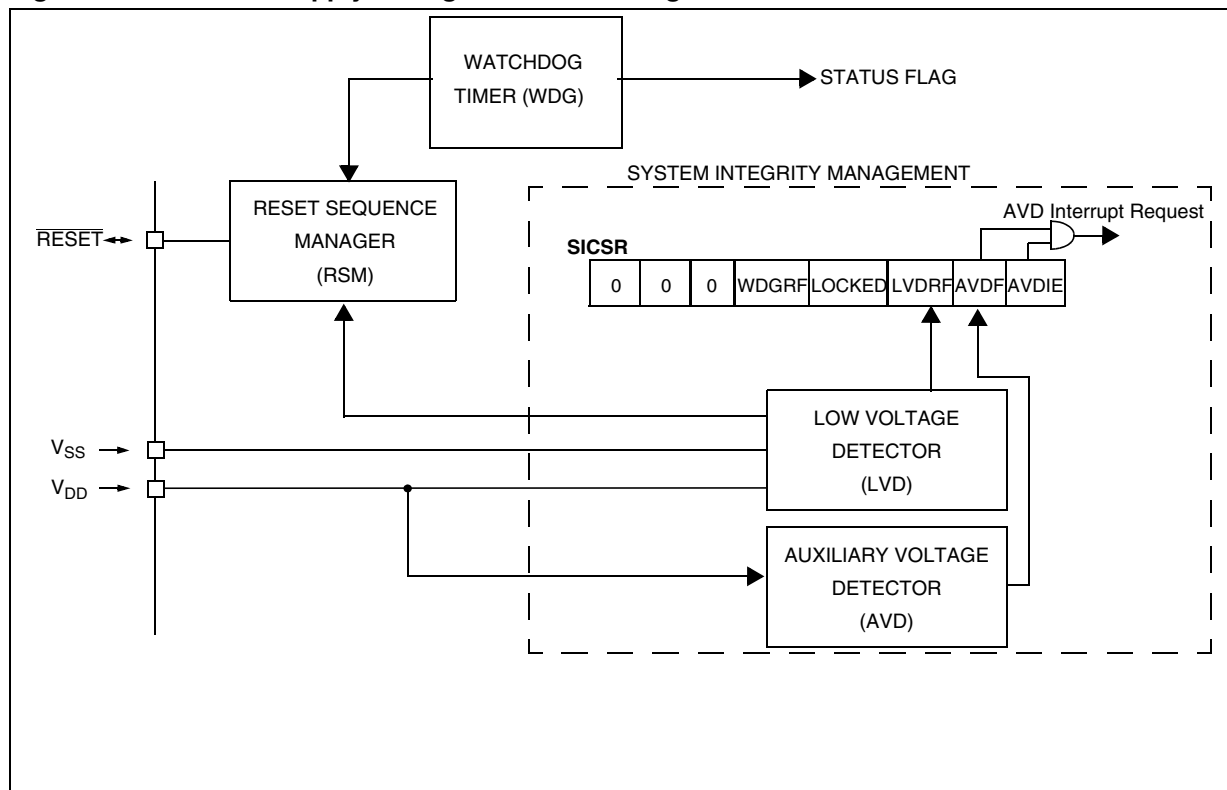 WATCHDOG
TIMER (WDG)
STATUS FLAG
SYSTEM INTEGRITY MANAGEMENT
RESET SEQUENCE
MANAGER
(RSM)
RESET
AVD Interrupt Request
SICSR
0 0 0 WDGRF LOCKED LVDRF AVDF AVDIE
LOW VOLTAGE
DETECTOR
(LVD)
VSS
VDD
AUXILIARY VOLTAGE
DETECTOR
(AVD)